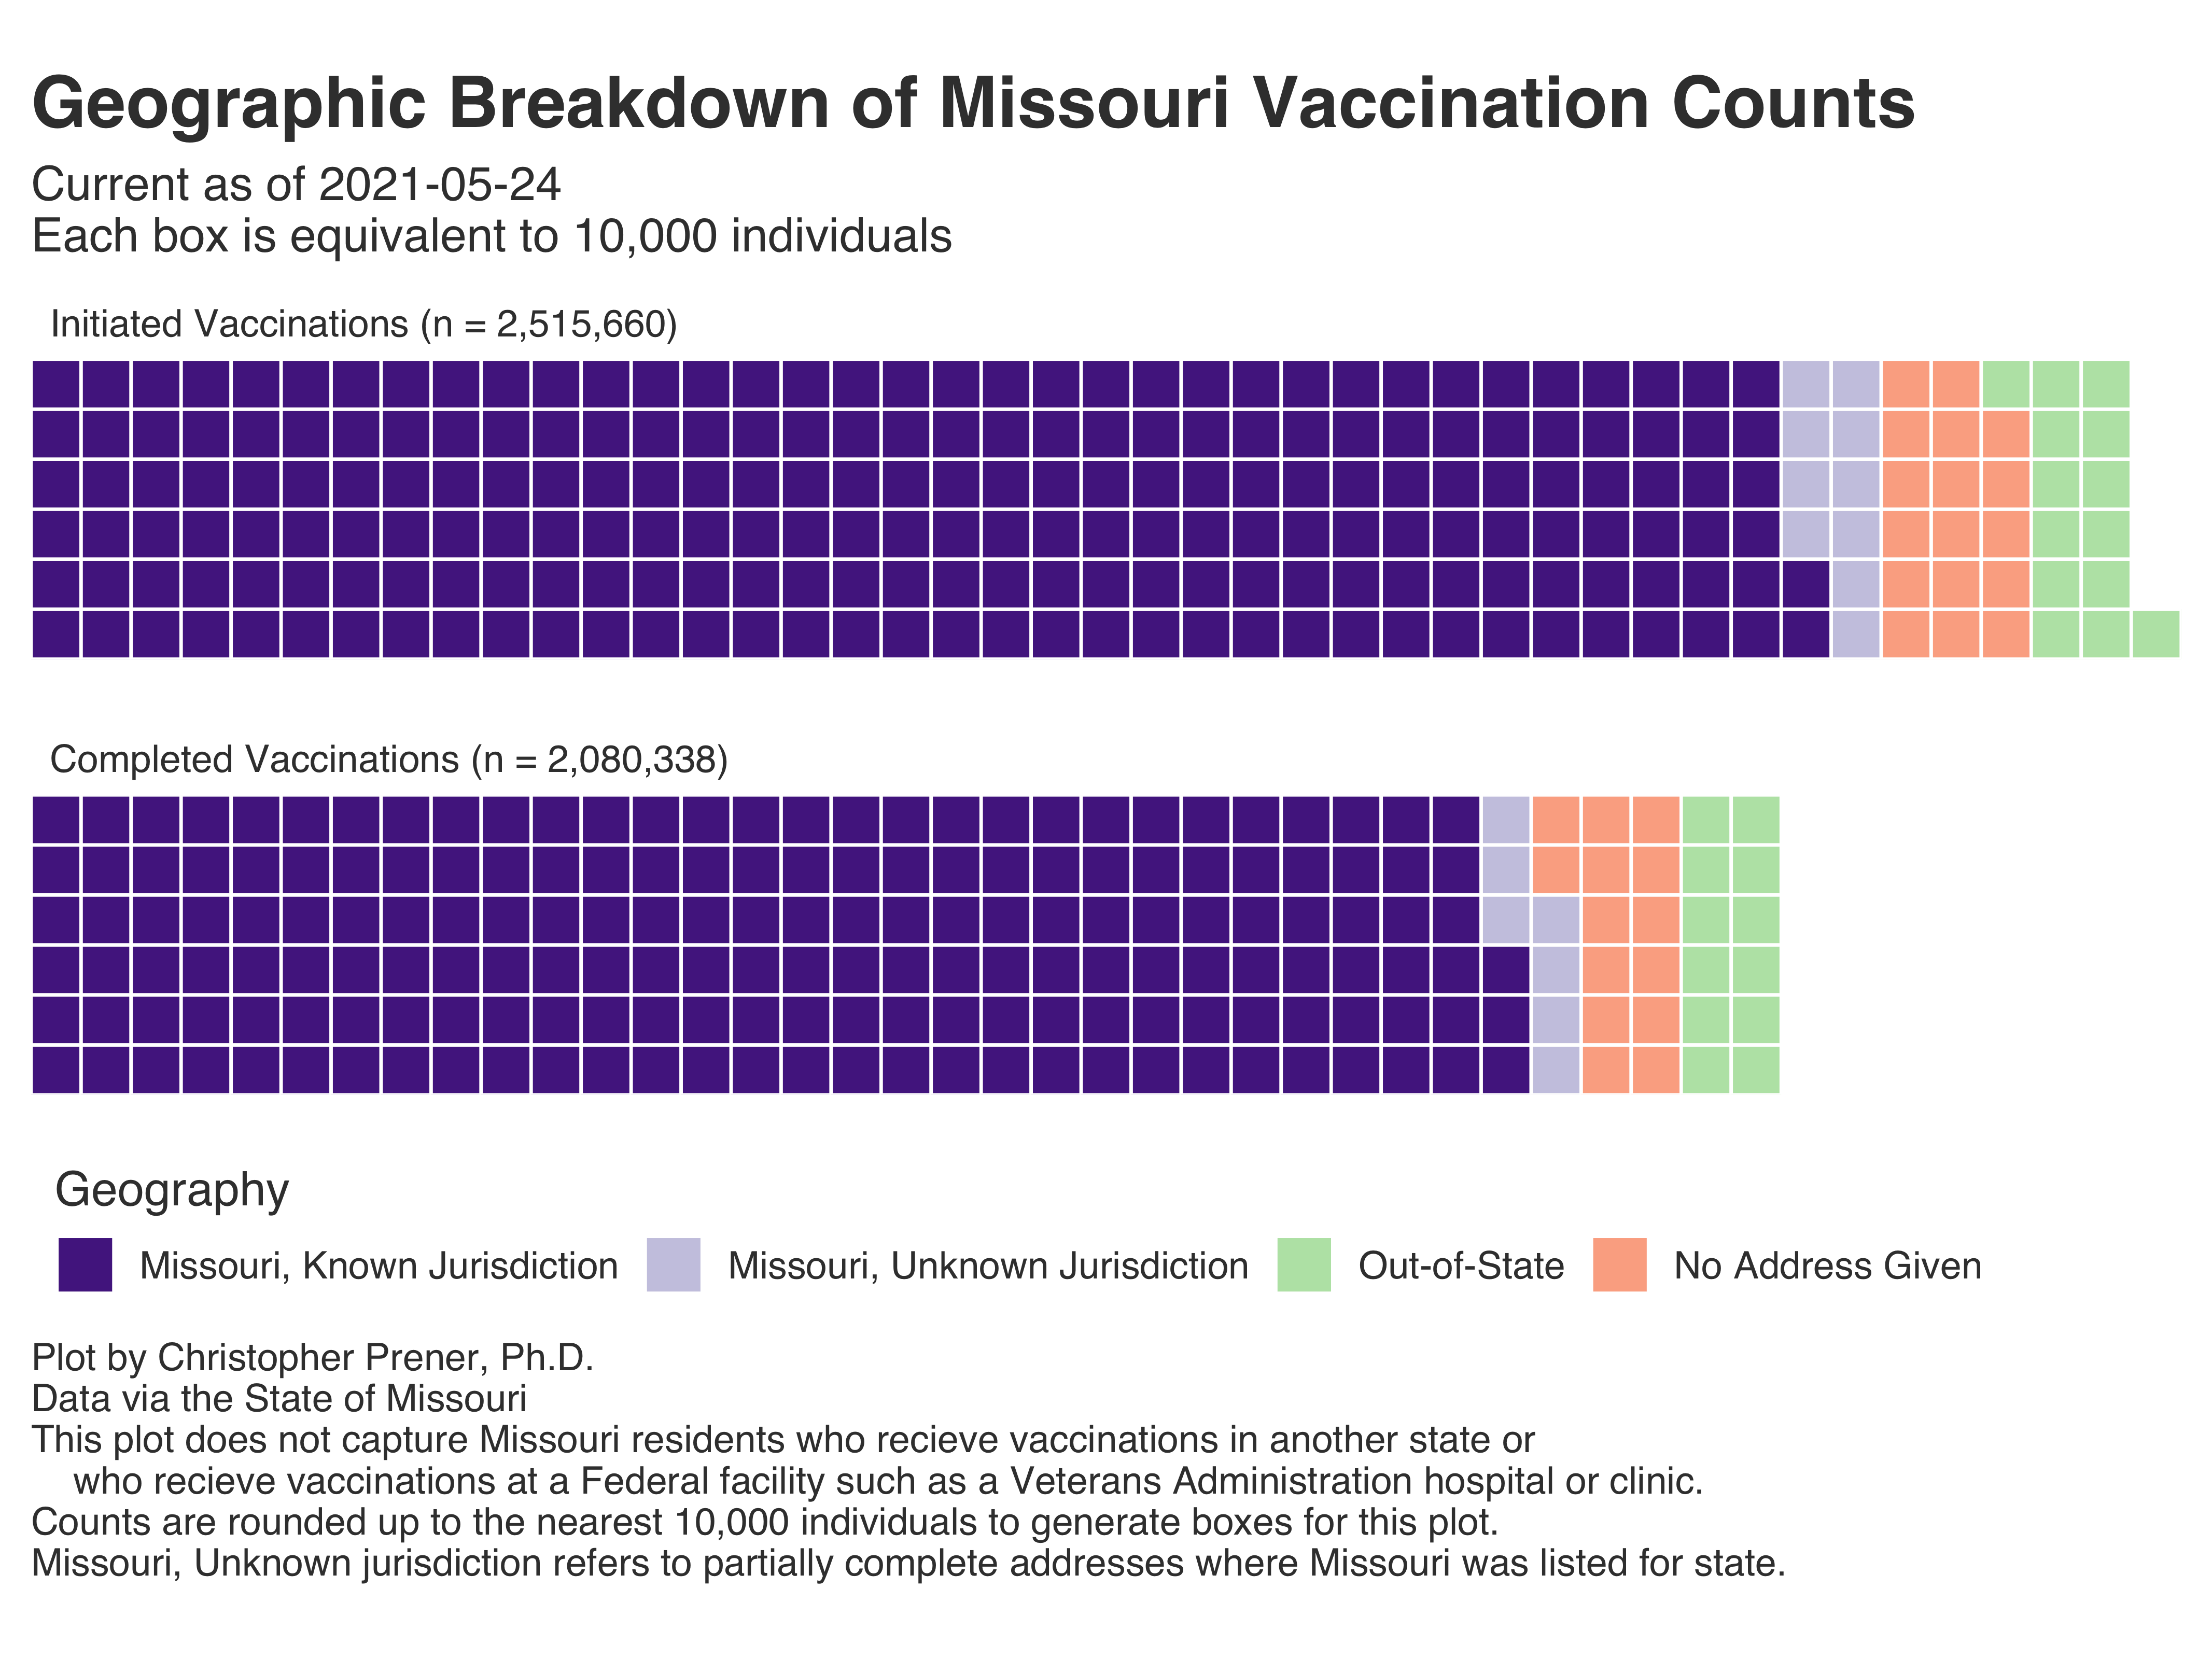 Geographic Breakdown of Missouri Vaccination Counts
Current as of 2021-05-24
Each box is equivalent to 10,000 individuals
Initiated Vaccinations (n = 2,515,660)
Completed Vaccinations (n = 2,080,338)
Geography
Missouri, Known Jurisdiction
Missouri, Unknown Jurisdiction
Out-of-State
No Address Given
Plot by Christopher Prener, Ph.D.
Data via the State of Missouri
This plot does not capture Missouri residents who recieve vaccinations in another state or
who recieve vaccinations at a Federal facility such as a Veterans Administration hospital or clinic.
Counts are rounded up to the nearest 10,000 individuals to generate boxes for this plot.
Missouri, Unknown jurisdiction refers to partially complete addresses where Missouri was listed for state.